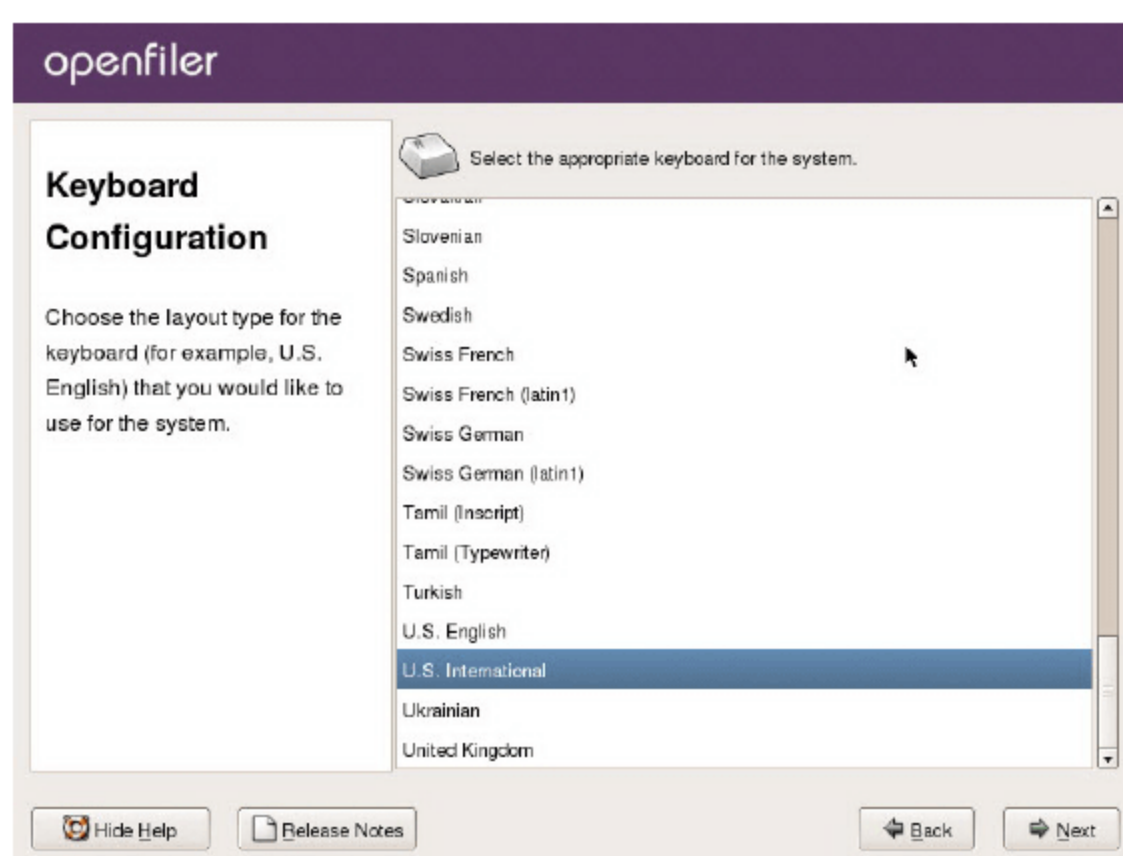 openfiler
Keyboard
Configuration
Choose the layout type for the
keyboard (for example, U.S.
English) that you would like to
use for the system.
Select the appropriate keyboard for the system.
Slovenian
Spanish
Swedish
Swiss French
Swiss French (latin1)
Swiss German
Swiss German (latin1)
Tamil (Inscript)
Tamil (Typewriter)
Turkish
U.S. English
U.S. International
Ukrainian
United Kingdom
Hide Help
Release Notes
Back
Next